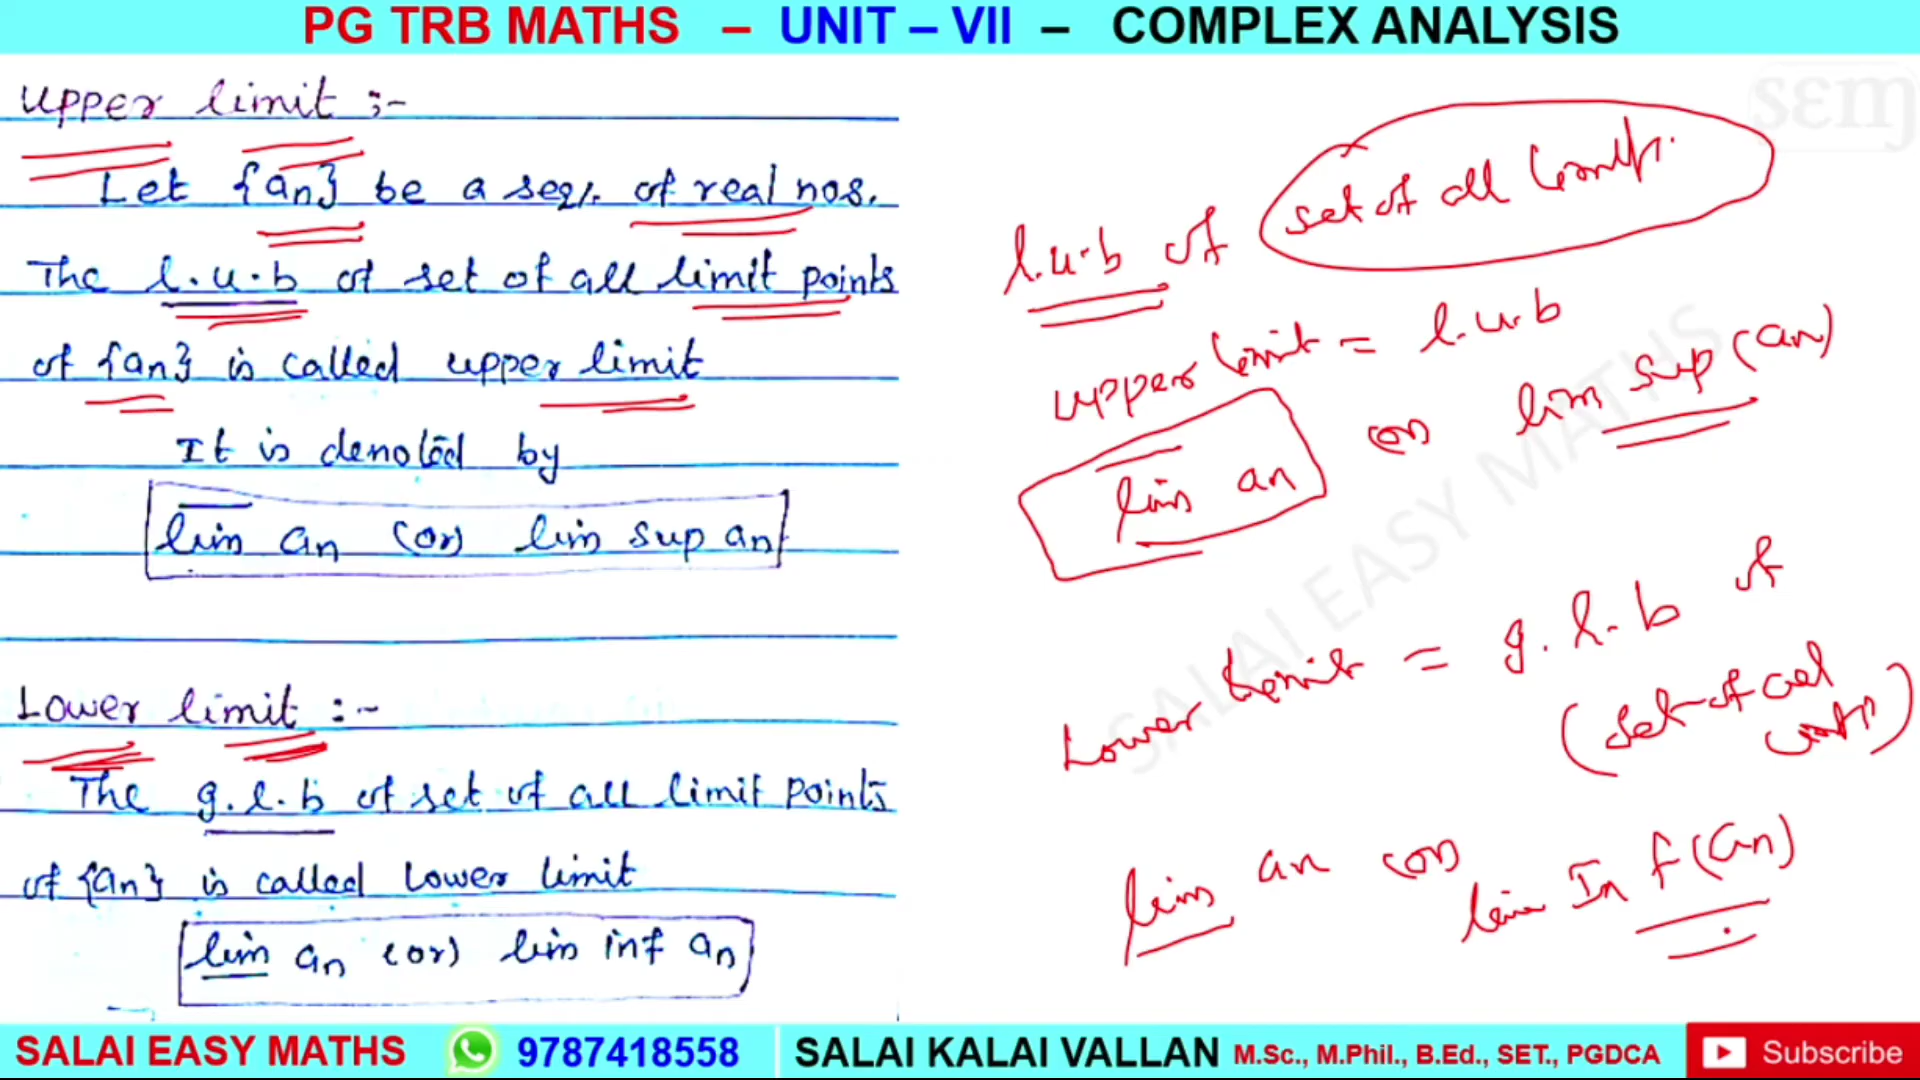 PG TRB MATHS – UNIT – VII – COMPLEX ANALYSIS
Upper limit :-
Let {an} be a seq/. of real nos.
The l.u.b of set of all limit points
of {an} is called upper limit
It is denoted by
lim an (or) lim sup an
Lower limit :-
The g.l.b of set of all limit points
of {an} is called Lower limit
lim an (or) lim inf an
sem
l.u.b of set of all
upper limit = l.u.b
lim an (or) lim sup (an)
Lower limit = g.l.b of
(set of all
lim an (or) lim Inf (an)
SALAI EASY MATHS
SALAI EASY MATHS 9787418558 SALAI KALAI VALLAN M.Sc., M.Phil., B.Ed., SET., PGDCA Subscribe